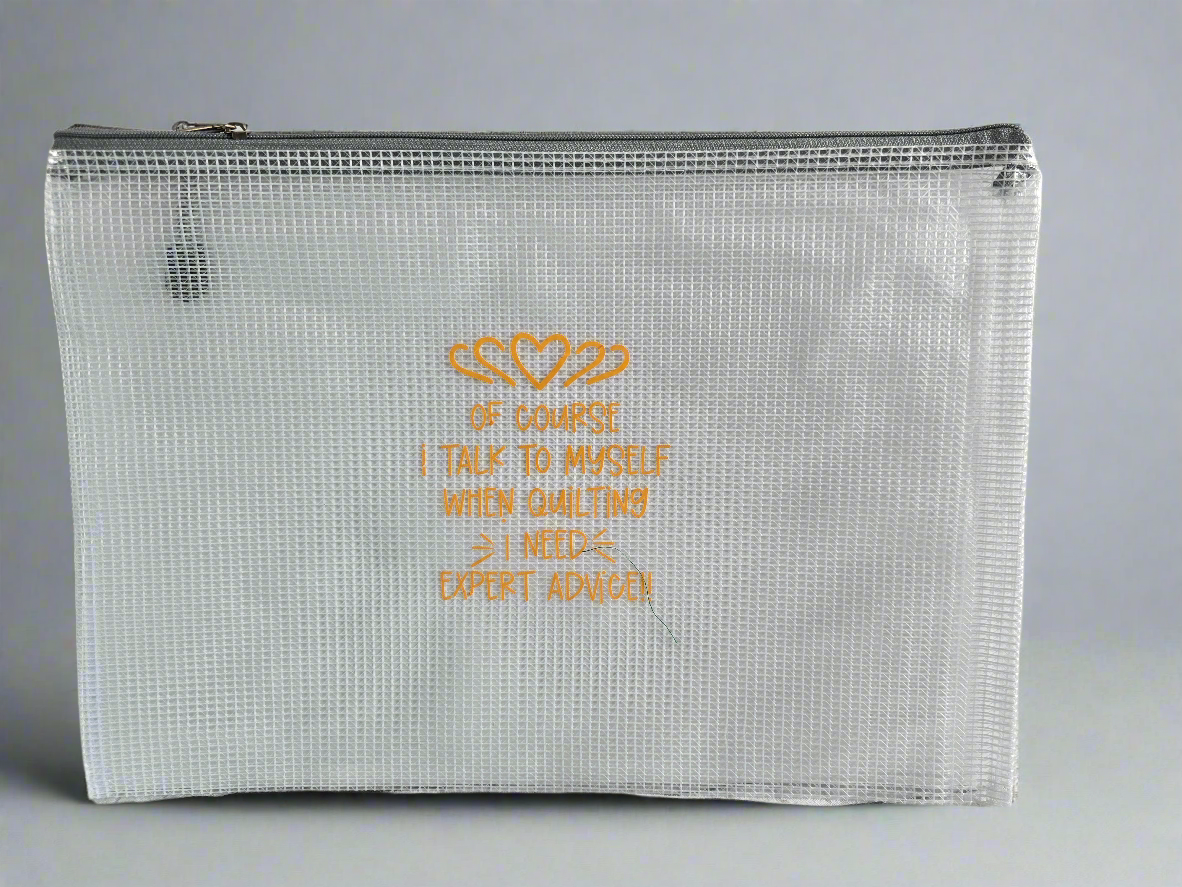 OF COURSE
I TALK TO MYSELF
WHEN QUILTING
I NEED
EXPERT ADVICE!!